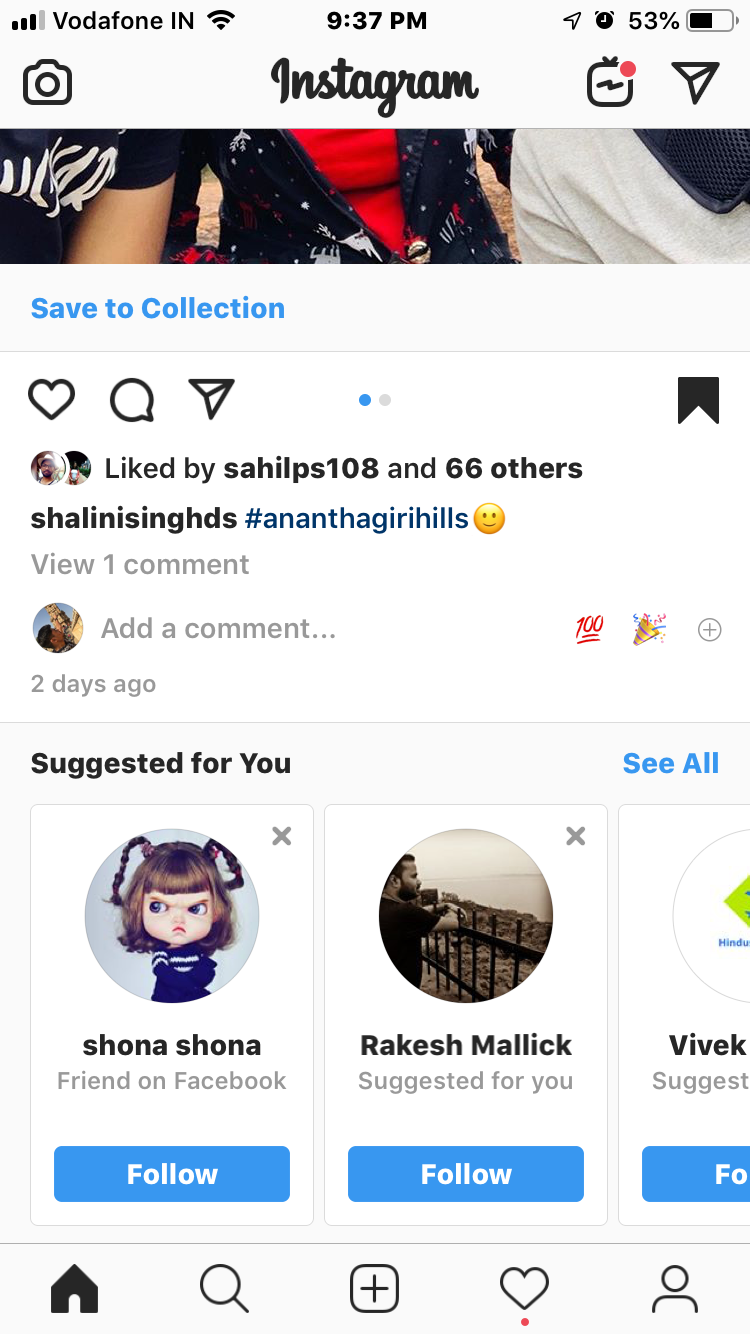 Vodafone IN 9:37 PM 53%
Instagram
Save to Collection
Liked by sahilps108 and 66 others
shalinisinghds #ananthagirihills🙂
View 1 comment
Add a comment... 💯 🎉
2 days ago
Suggested for You See All
shona shona Rakesh Mallick Vivek
Friend on Facebook Suggested for you Suggest
Follow Follow Fo
Hindu